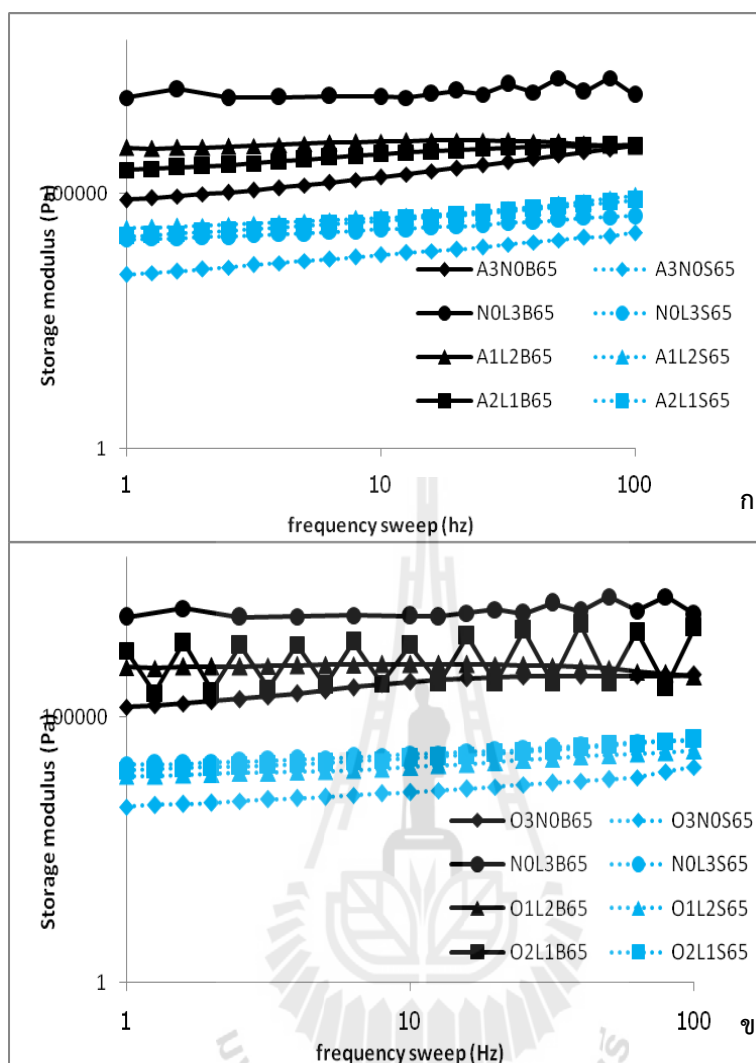 Storage modulus (Pa)
100000
1
1
10
100
frequency sweep (hz)
A3N0B65
A3N0S65
N0L3B65
N0L3S65
A1L2B65
A1L2S65
A2L1B65
A2L1S65
ก
Storage modulus (Pa)
100000
1
1
10
100
frequency sweep (Hz)
O3N0B65
O3N0S65
N0L3B65
N0L3S65
O1L2B65
O1L2S65
O2L1B65
O2L1S65
ข